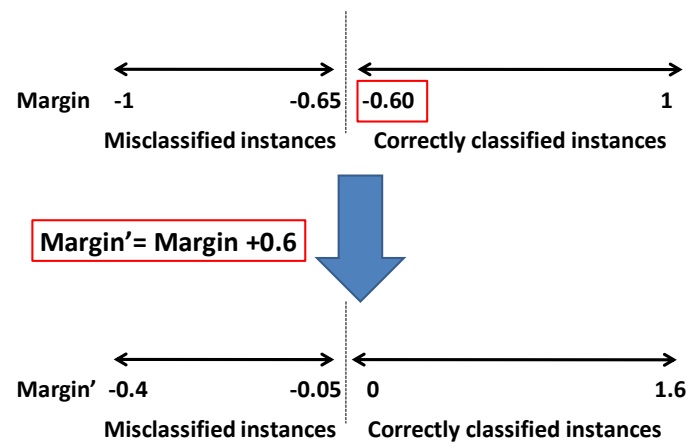 Margin -1 -0.65 -0.60 1
Misclassified instances Correctly classified instances
Margin’= Margin +0.6
Margin’ -0.4 -0.05 0 1.6
Misclassified instances Correctly classified instances